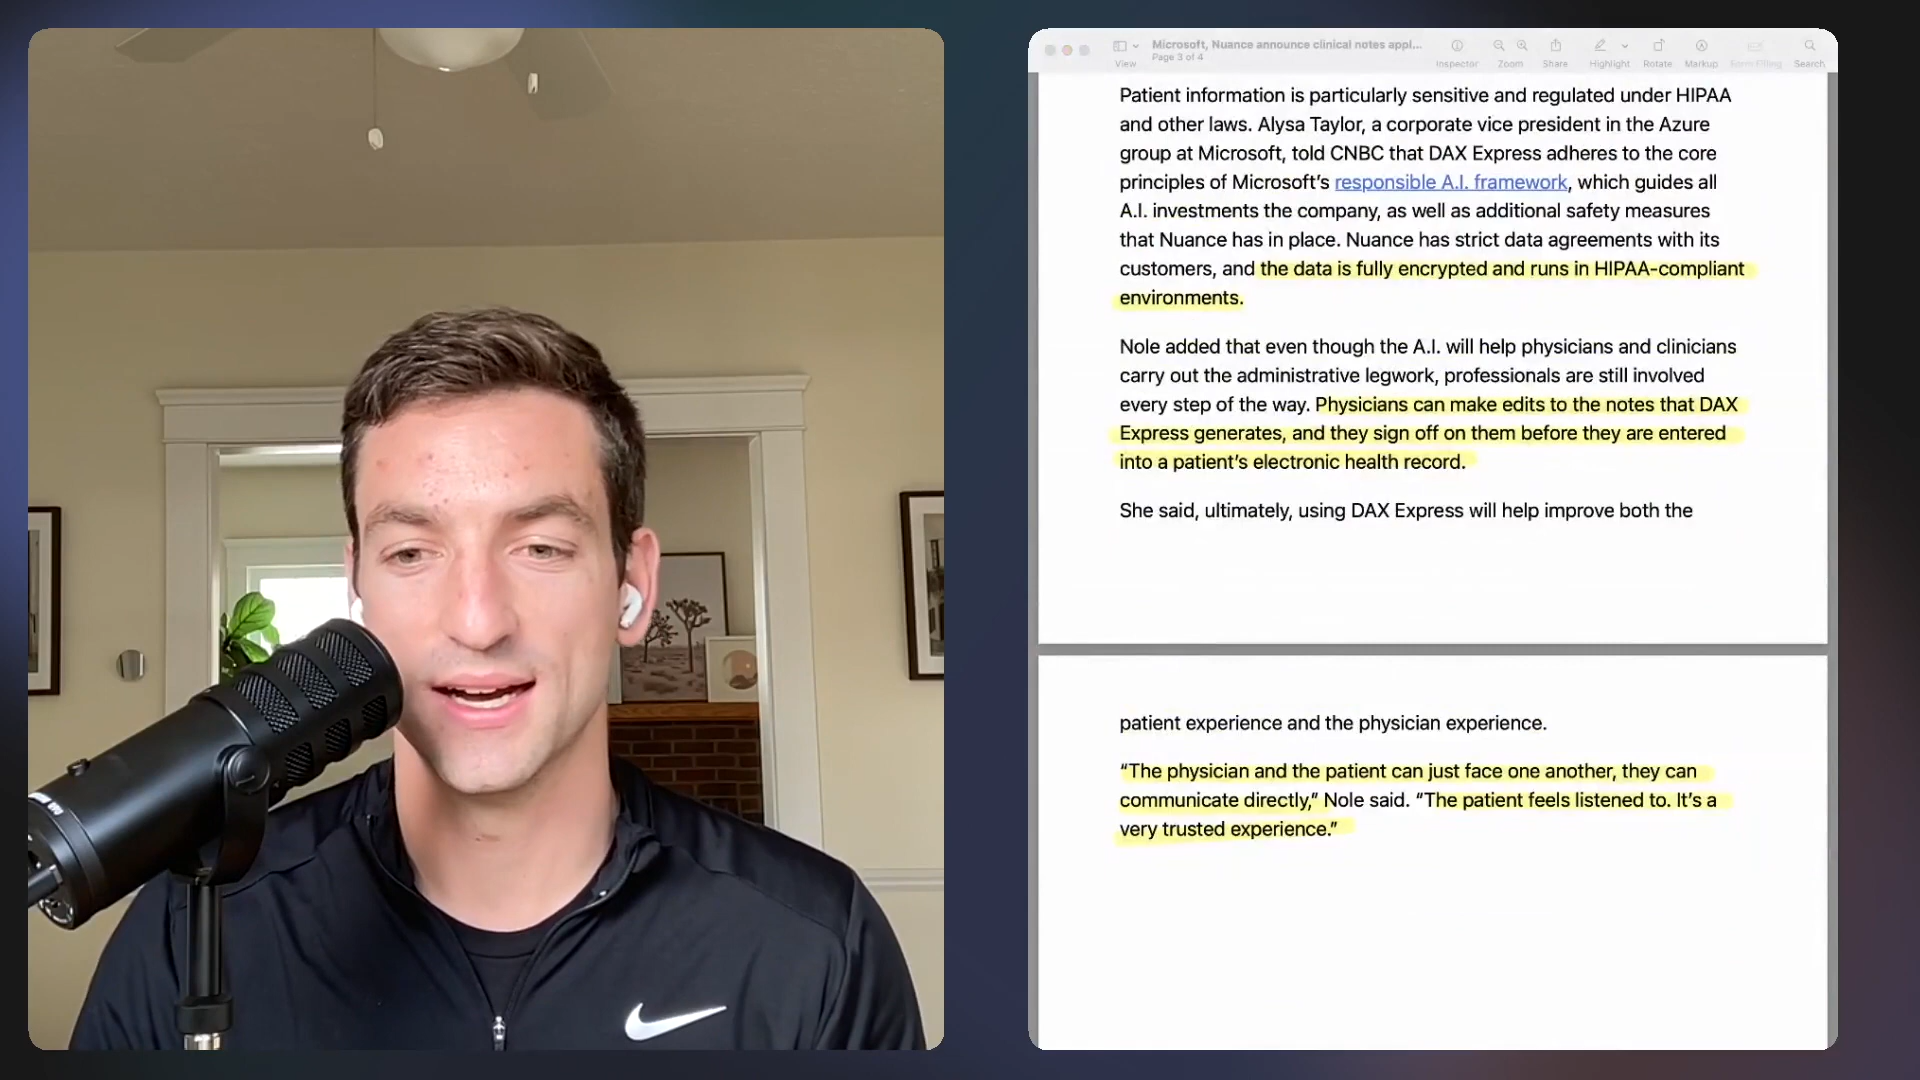 Microsoft, Nuance announce clinical notes appl...
Page 3 of 4
View
Inspector
Zoom
Share
Highlight
Rotate
Markup
Form Filling
Search
Patient information is particularly sensitive and regulated under HIPAA
and other laws. Alysa Taylor, a corporate vice president in the Azure
group at Microsoft, told CNBC that DAX Express adheres to the core
principles of Microsoft’s responsible A.I. framework, which guides all
A.I. investments the company, as well as additional safety measures
that Nuance has in place. Nuance has strict data agreements with its
customers, and the data is fully encrypted and runs in HIPAA-compliant
environments.
Nole added that even though the A.I. will help physicians and clinicians
carry out the administrative legwork, professionals are still involved
every step of the way. Physicians can make edits to the notes that DAX
Express generates, and they sign off on them before they are entered
into a patient’s electronic health record.
She said, ultimately, using DAX Express will help improve both the
patient experience and the physician experience.
“The physician and the patient can just face one another, they can
communicate directly,” Nole said. “The patient feels listened to. It’s a
very trusted experience.”